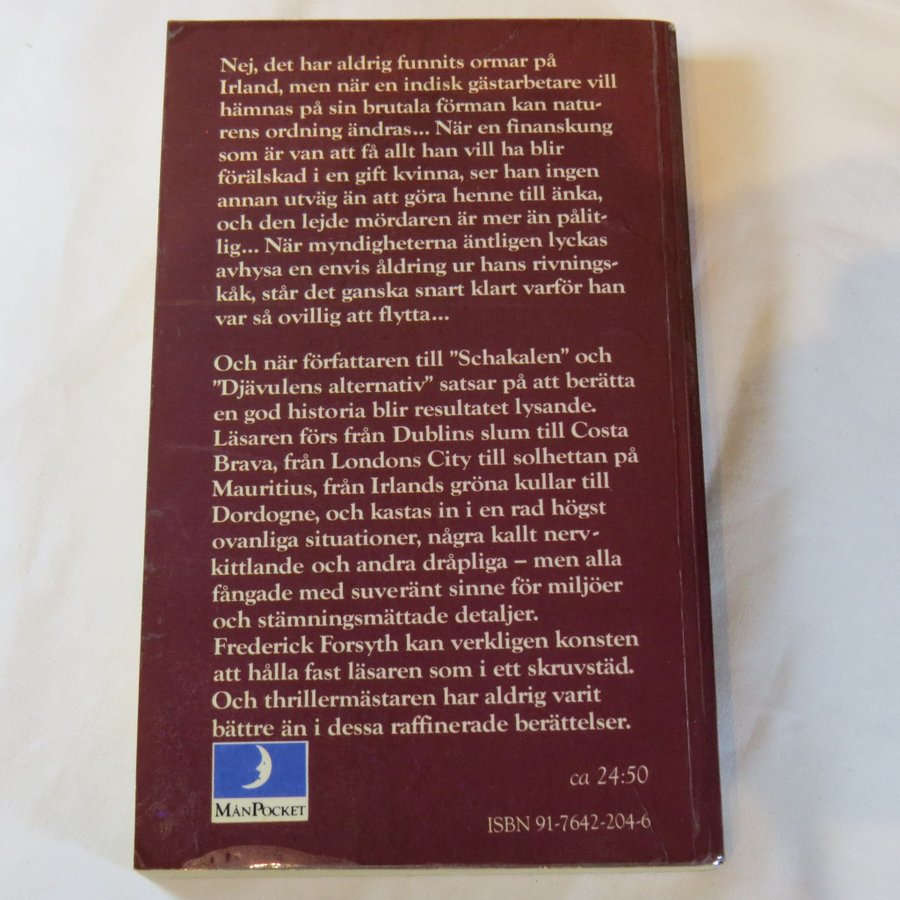 Nej, det har aldrig funnits ormar på
Irland, men när en indisk gästarbetare vill
hämnas på sin brutala förman kan natu-
rens ordning ändras... När en finanskung
som är van att få allt han vill ha blir
förälskad i en gift kvinna, ser han ingen
annan utväg än att göra henne till änka,
och den lejde mördaren är mer än pålit-
lig... När myndigheterna äntligen lyckas
avhysa en envis åldring ur hans rivnings-
kåk, står det ganska snart klart varför han
var så ovillig att flytta...
Och när författaren till ”Schakalen” och
”Djävulens alternativ” satsar på att berätta
en god historia blir resultatet lysande.
Läsaren förs från Dublins slum till Costa
Brava, från Londons City till solhettan på
Mauritius, från Irlands gröna kullar till
Dordogne, och kastas in i en rad högst
ovanliga situationer, några kallt nerv-
kittlande och andra dråpliga – men alla
fångade med suveränt sinne för miljöer
och stämningsmättade detaljer.
Frederick Forsyth kan verkligen konsten
att hålla fast läsaren som i ett skruvstäd.
Och thrillermästaren har aldrig varit
bättre än i dessa raffinerade berättelser.
MånPocket
ca 24:50
ISBN 91-7642-204-6